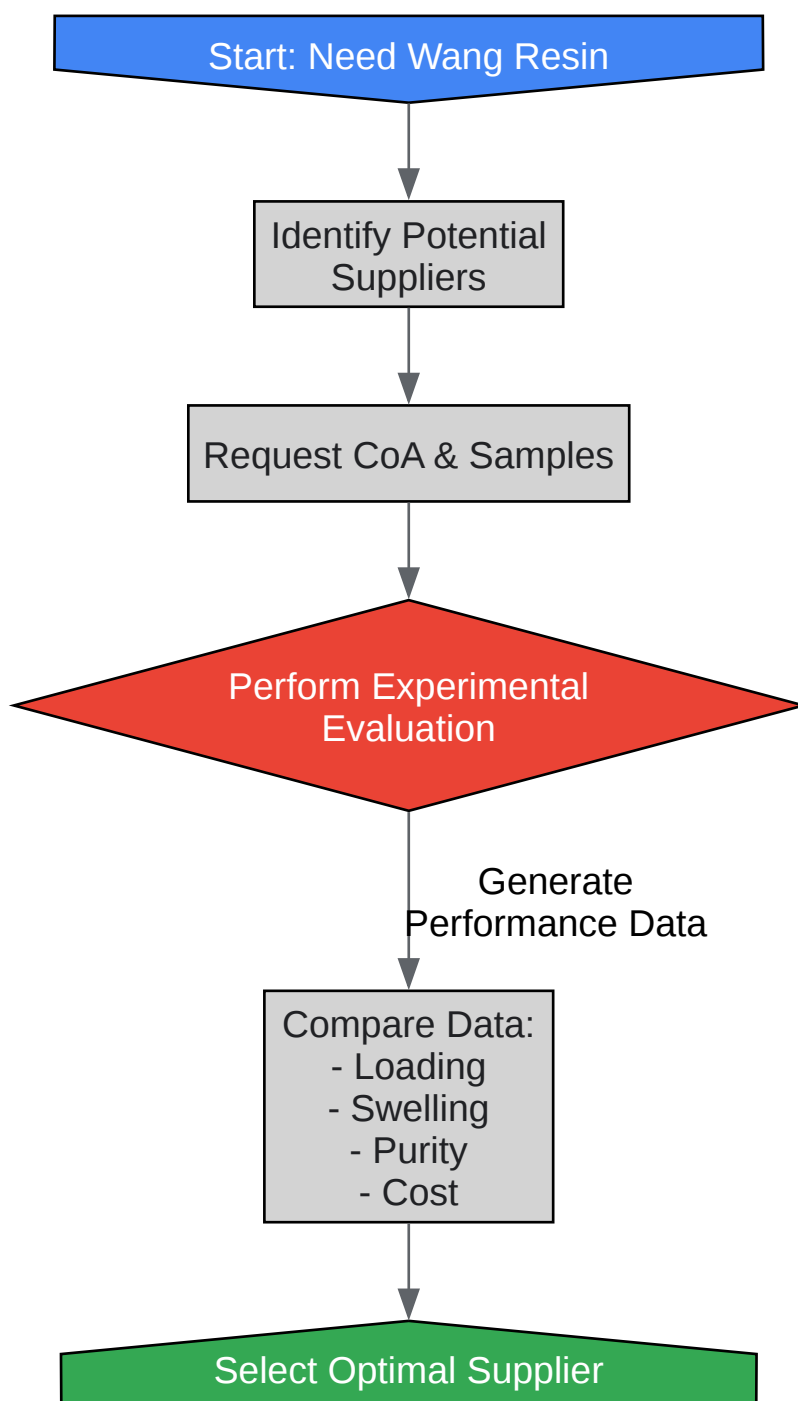 Start: Need Wang Resin
Identify Potential
Suppliers
Request CoA & Samples
Perform Experimental
Evaluation
Generate
Performance Data
Compare Data:
- Loading
- Swelling
- Purity
- Cost
Select Optimal Supplier